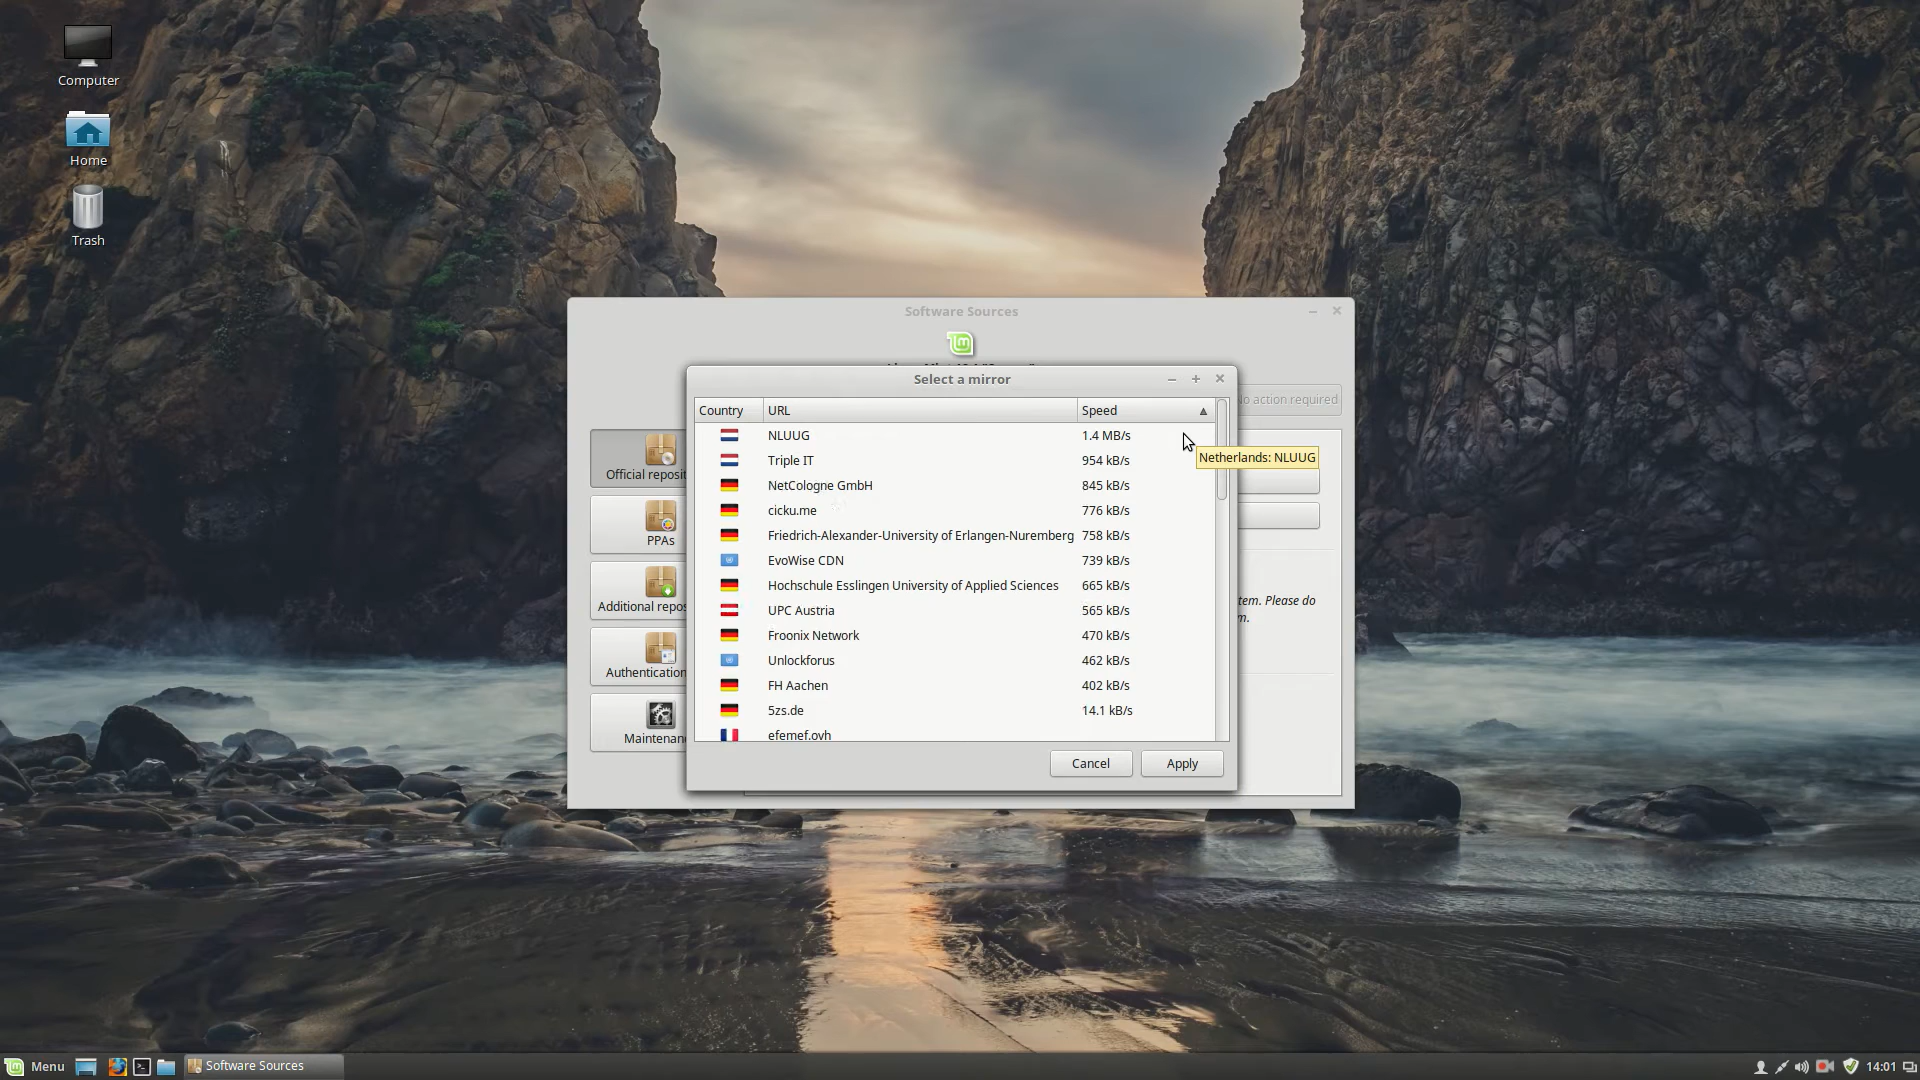 Computer
Home
Trash
Software Sources
No action required
Select a mirror
Country URL Speed
NLUUG 1.4 MB/s
Netherlands: NLUUG
Triple IT 954 kB/s
NetCologne GmbH 845 kB/s
cicku.me 776 kB/s
Friedrich-Alexander-University of Erlangen-Nuremberg 758 kB/s
EvoWise CDN 739 kB/s
Hochschule Esslingen University of Applied Sciences 665 kB/s
UPC Austria 565 kB/s
Froonix Network 470 kB/s
Unlockforus 462 kB/s
FH Aachen 402 kB/s
5zs.de 14.1 kB/s
efemef.ovh
Cancel Apply
Official reposit
PPAs
Additional repos
Authentication
Maintenan
tem. Please do
m.
Menu
Software Sources
14:01